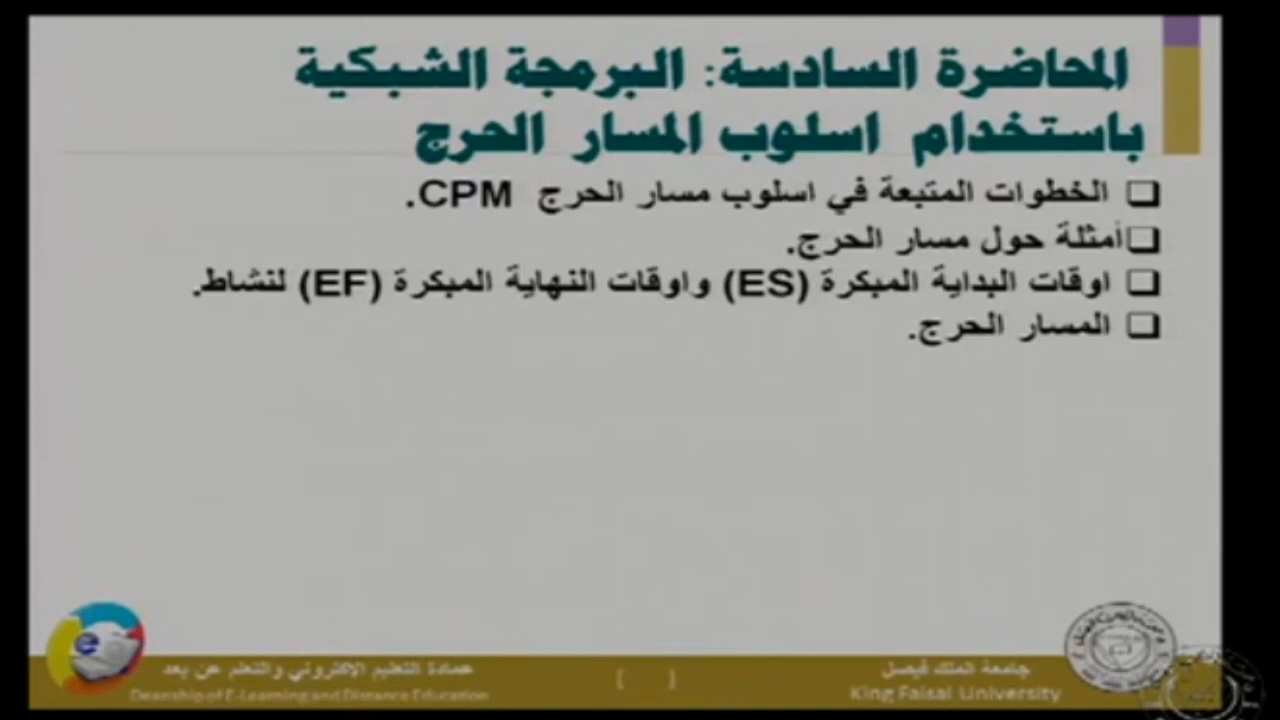 المحاضرة السادسة: البرمجة الشبكية
باستخدام اسلوب المسار الحرج
❑ الخطوات المتبعة في اسلوب مسار الحرج CPM.
❑ أمثلة حول مسار الحرج.
❑ اوقات البداية المبكرة (ES) واوقات النهاية المبكرة (EF) لنشاط.
❑ المسار الحرج.
جامعة الملك فيصل
King Faisal University
[ ]
عمادة التعليم الإلكتروني والتعلم عن بعد
Deanship of E-Learning and Distance Education